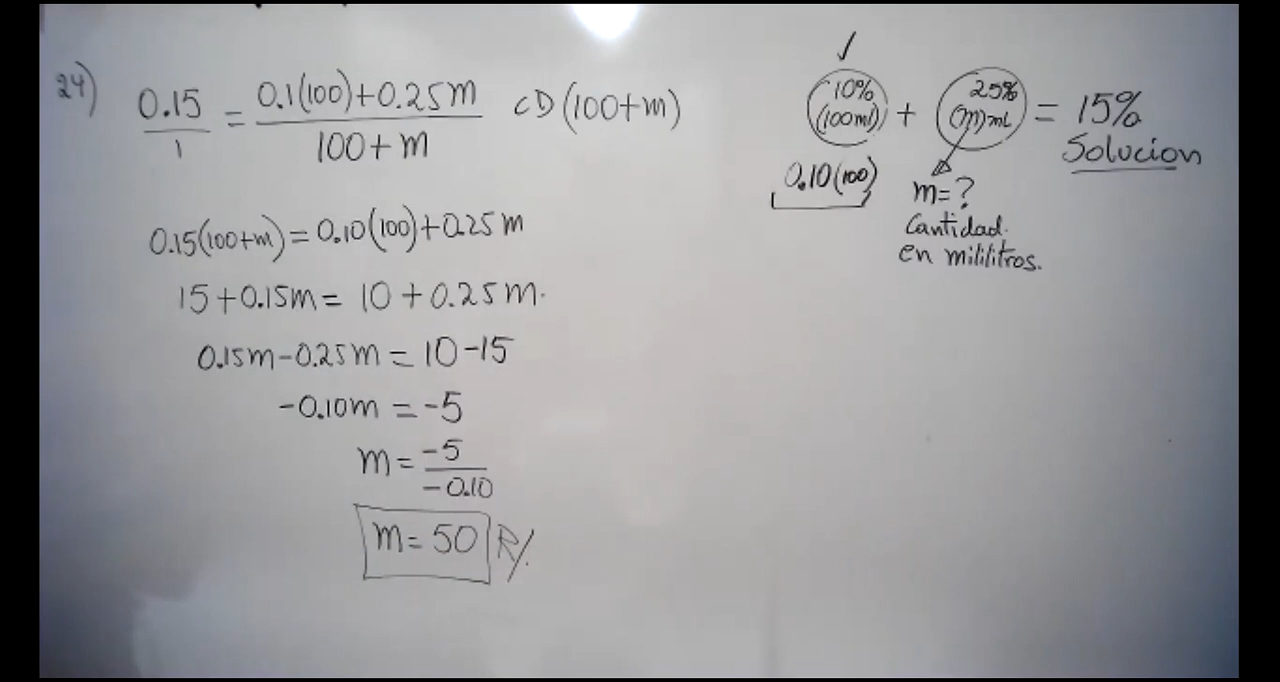 24) 0.15/1 = 0.1(100)+0.25m/100+m CD(100+m)
0.15(100+m)=0.10(100)+0.25m
15+0.15m= 10+0.25m.
0.15m-0.25m = 10-15
-0.10m = -5
m= -5/-0.10
m= 50 R/.
✓
10% (100ml) + 25% (m)mL = 15% Solucion
0.10(100)
m=?
Cantidad.
en mililitros.